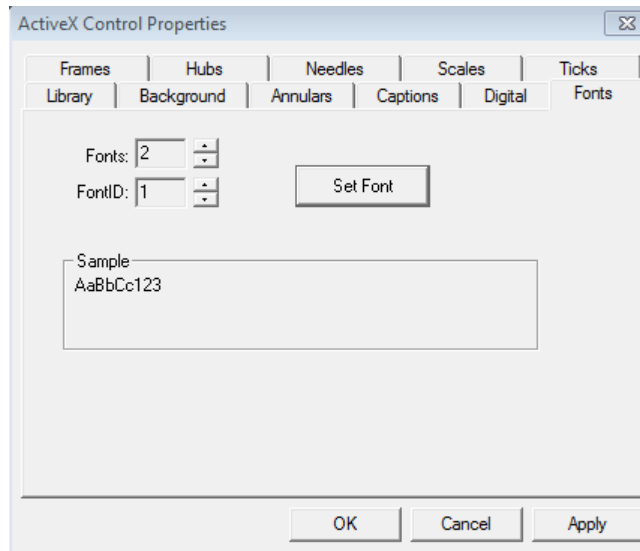 ActiveX Control Properties
Frames Hubs Needles Scales Ticks
Library Background Annulars Captions Digital Fonts
Fonts: 2
FontID: 1
Set Font
Sample
AaBbCc123
OK Cancel Apply